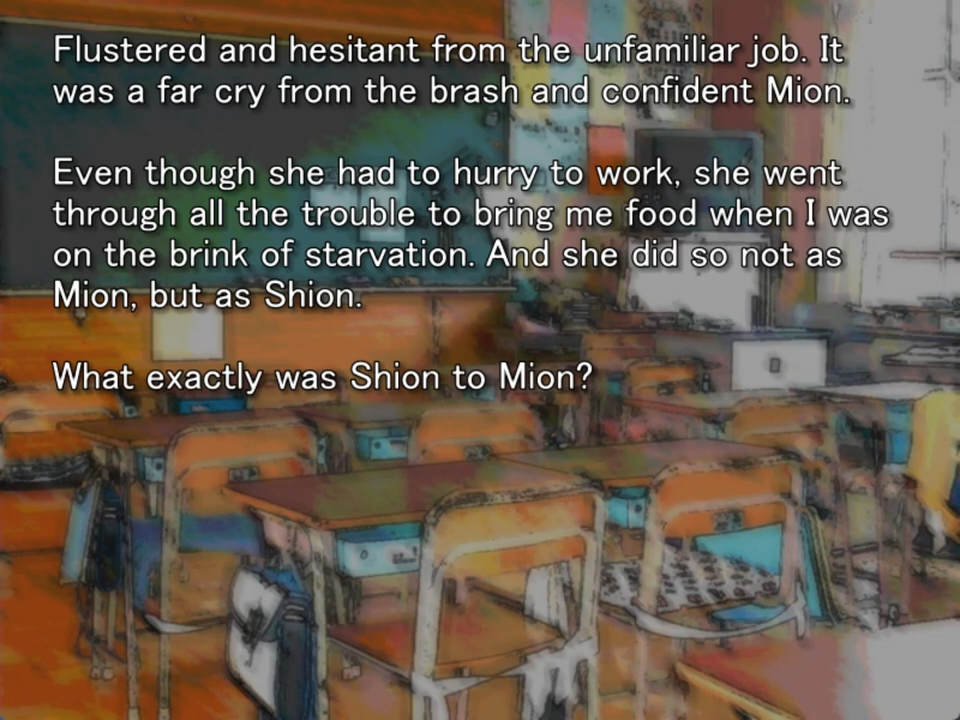 Flustered and hesitant from the unfamiliar job. It
was a far cry from the brash and confident Mion.
Even though she had to hurry to work, she went
through all the trouble to bring me food when I was
on the brink of starvation. And she did so not as
Mion, but as Shion.
What exactly was Shion to Mion?